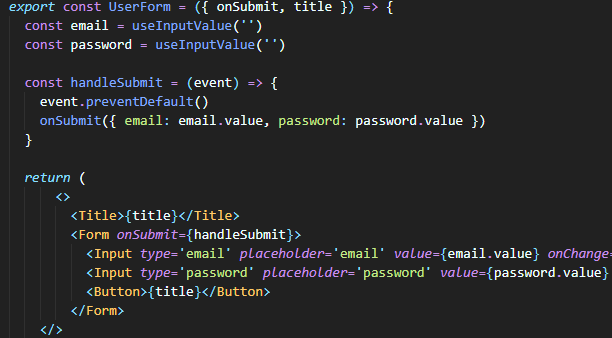 export const UserForm = ({ onSubmit, title }) => {
const email = useInputValue('')
const password = useInputValue('')
const handleSubmit = (event) => {
event.preventDefault()
onSubmit({ email: email.value, password: password.value })
}
return (
<>
<Title>{title}</Title>
<Form onSubmit={handleSubmit}>
<Input type='email' placeholder='email' value={email.value} onChange=
<Input type='password' placeholder='password' value={password.value}
<Button>{title}</Button>
</Form>
</>